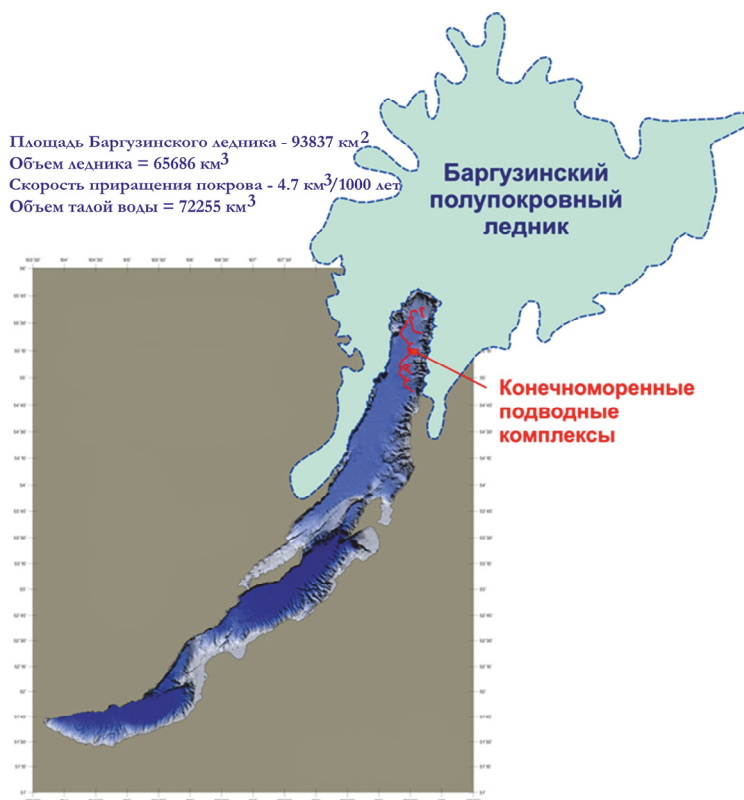 Площадь Баргузинского ледника - 93837 км2
Объем ледника = 65686 км3
Скорость приращения покрова - 4.7 км3/1000 лет
Объем талой воды = 72255 км3
Баргузинский
полупокровный
ледник
Конечноморенные
подводные
комплексы